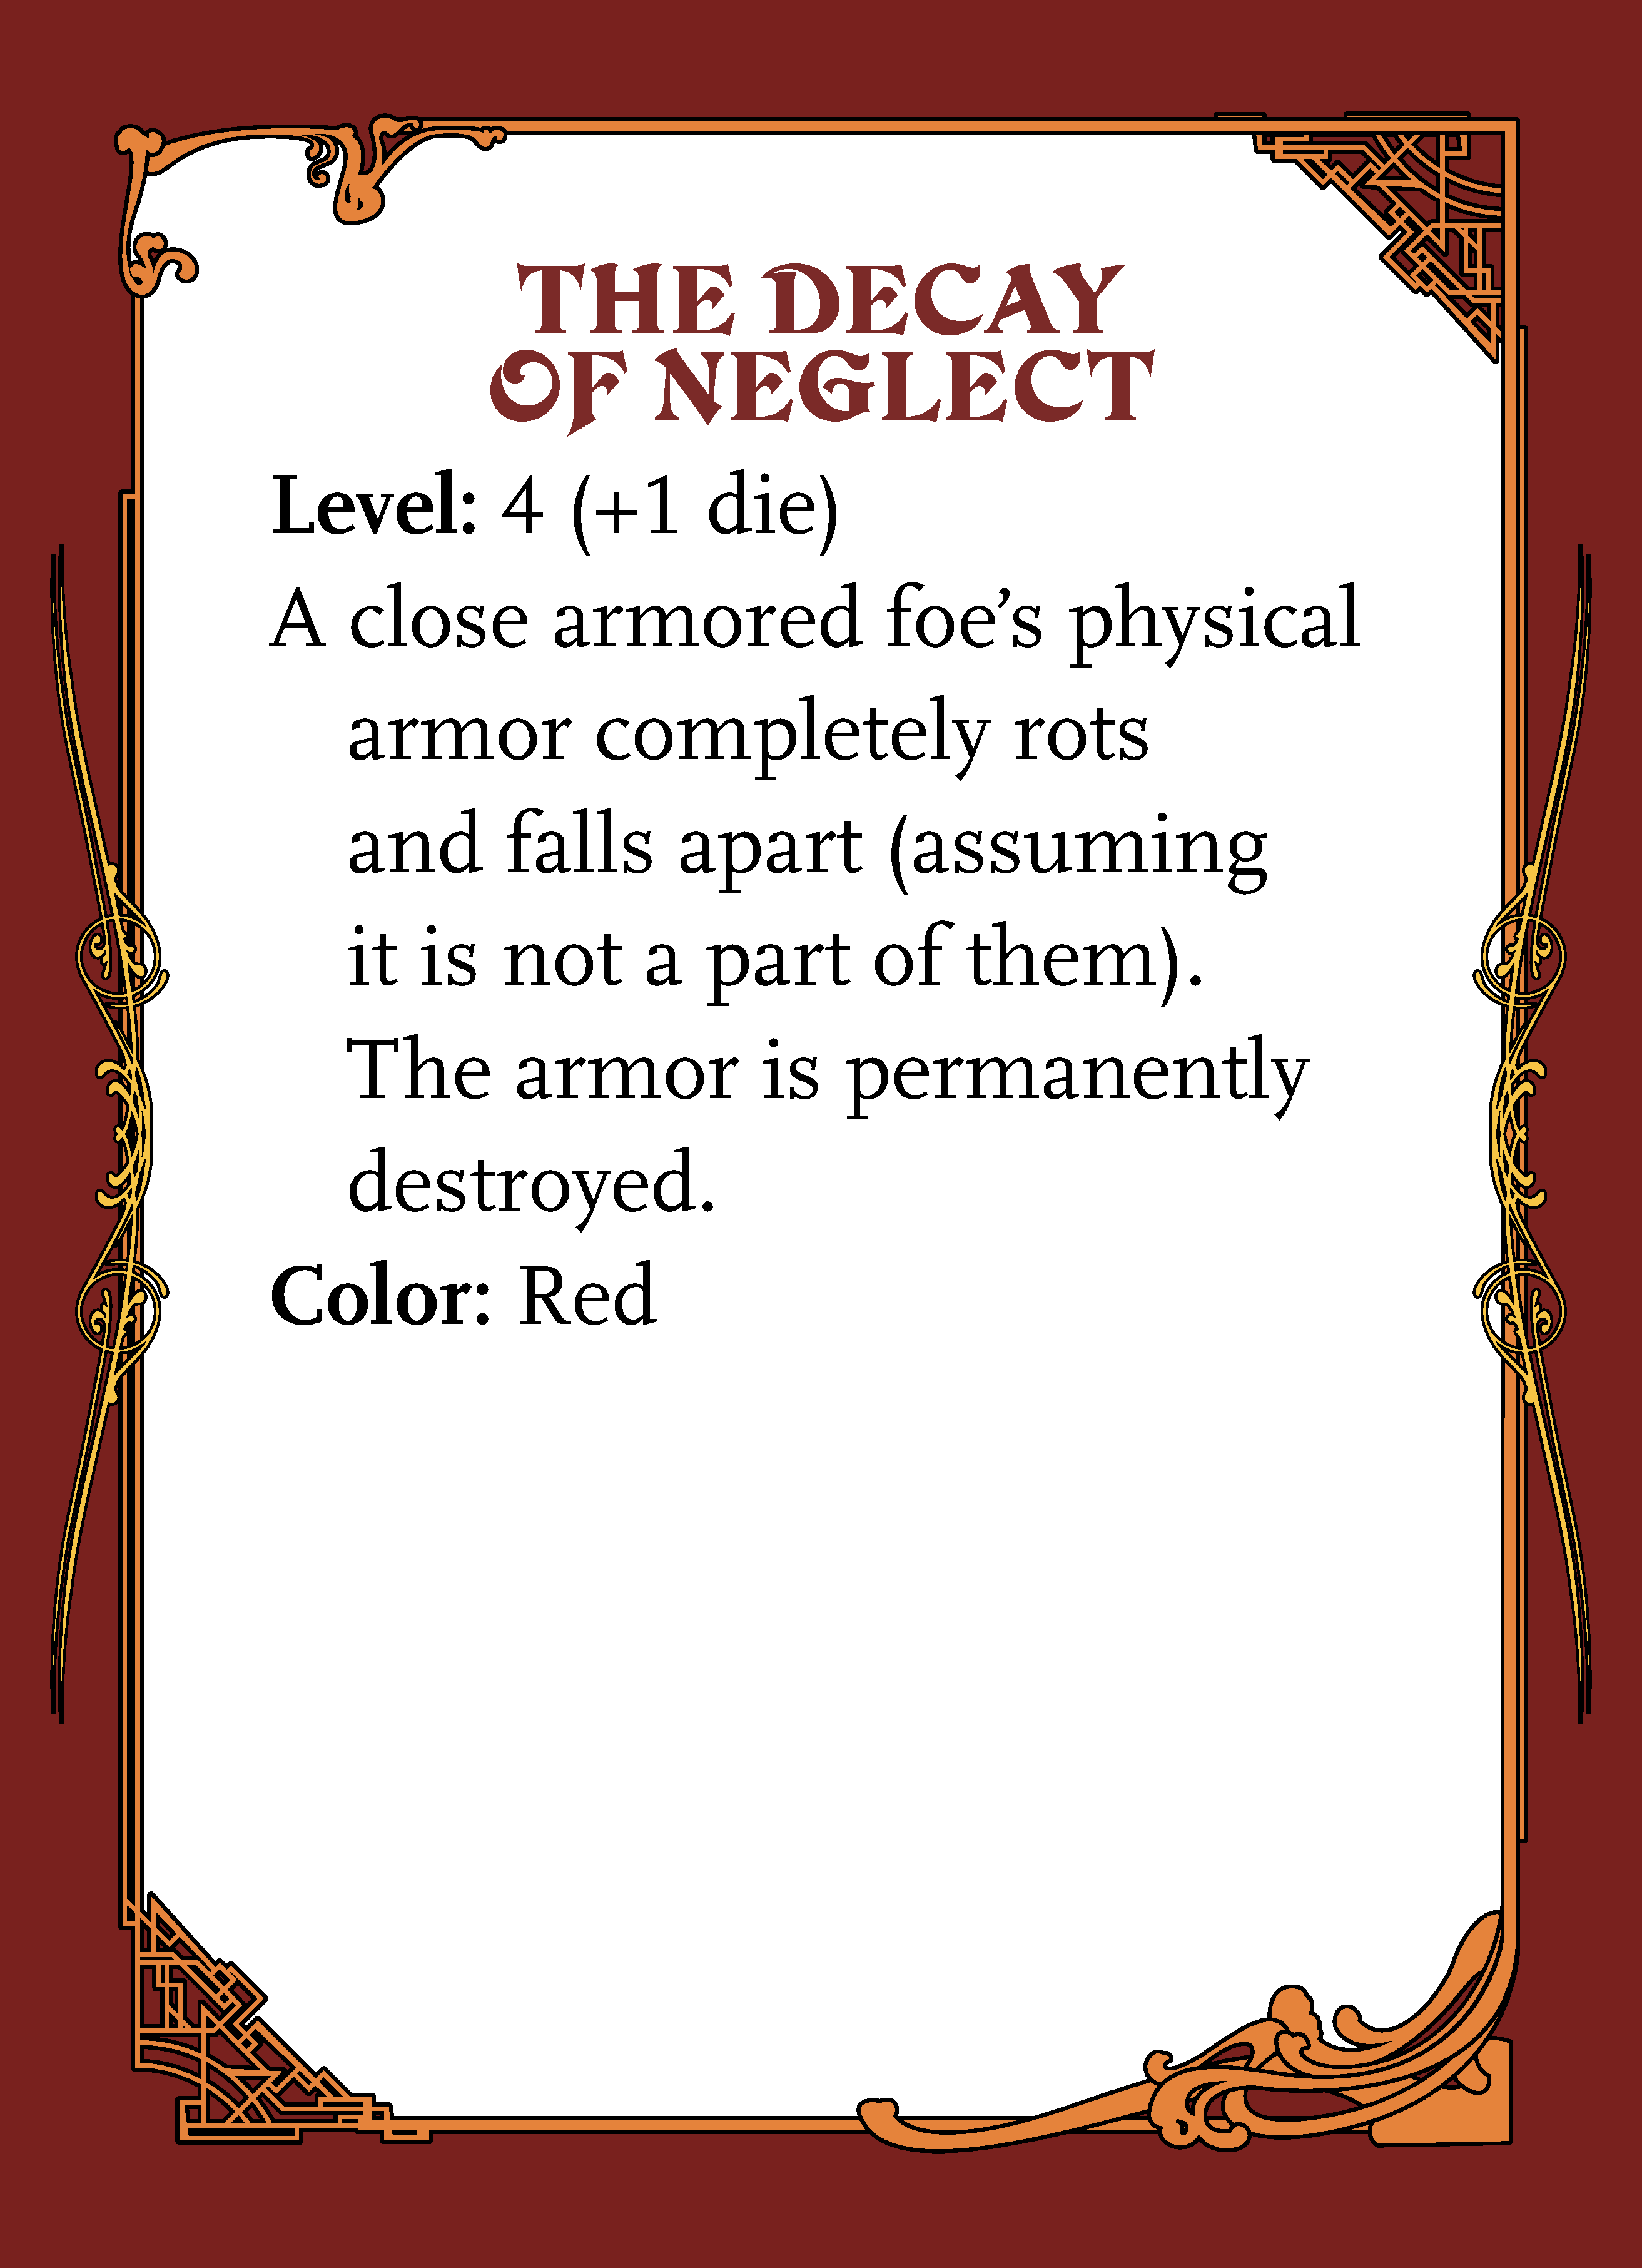 THE DECAY
OF NEGLECT
Level: 4 (+1 die)
A close armored foe’s physical
armor completely rots
and falls apart (assuming
it is not a part of them).
The armor is permanently
destroyed.
Color: Red